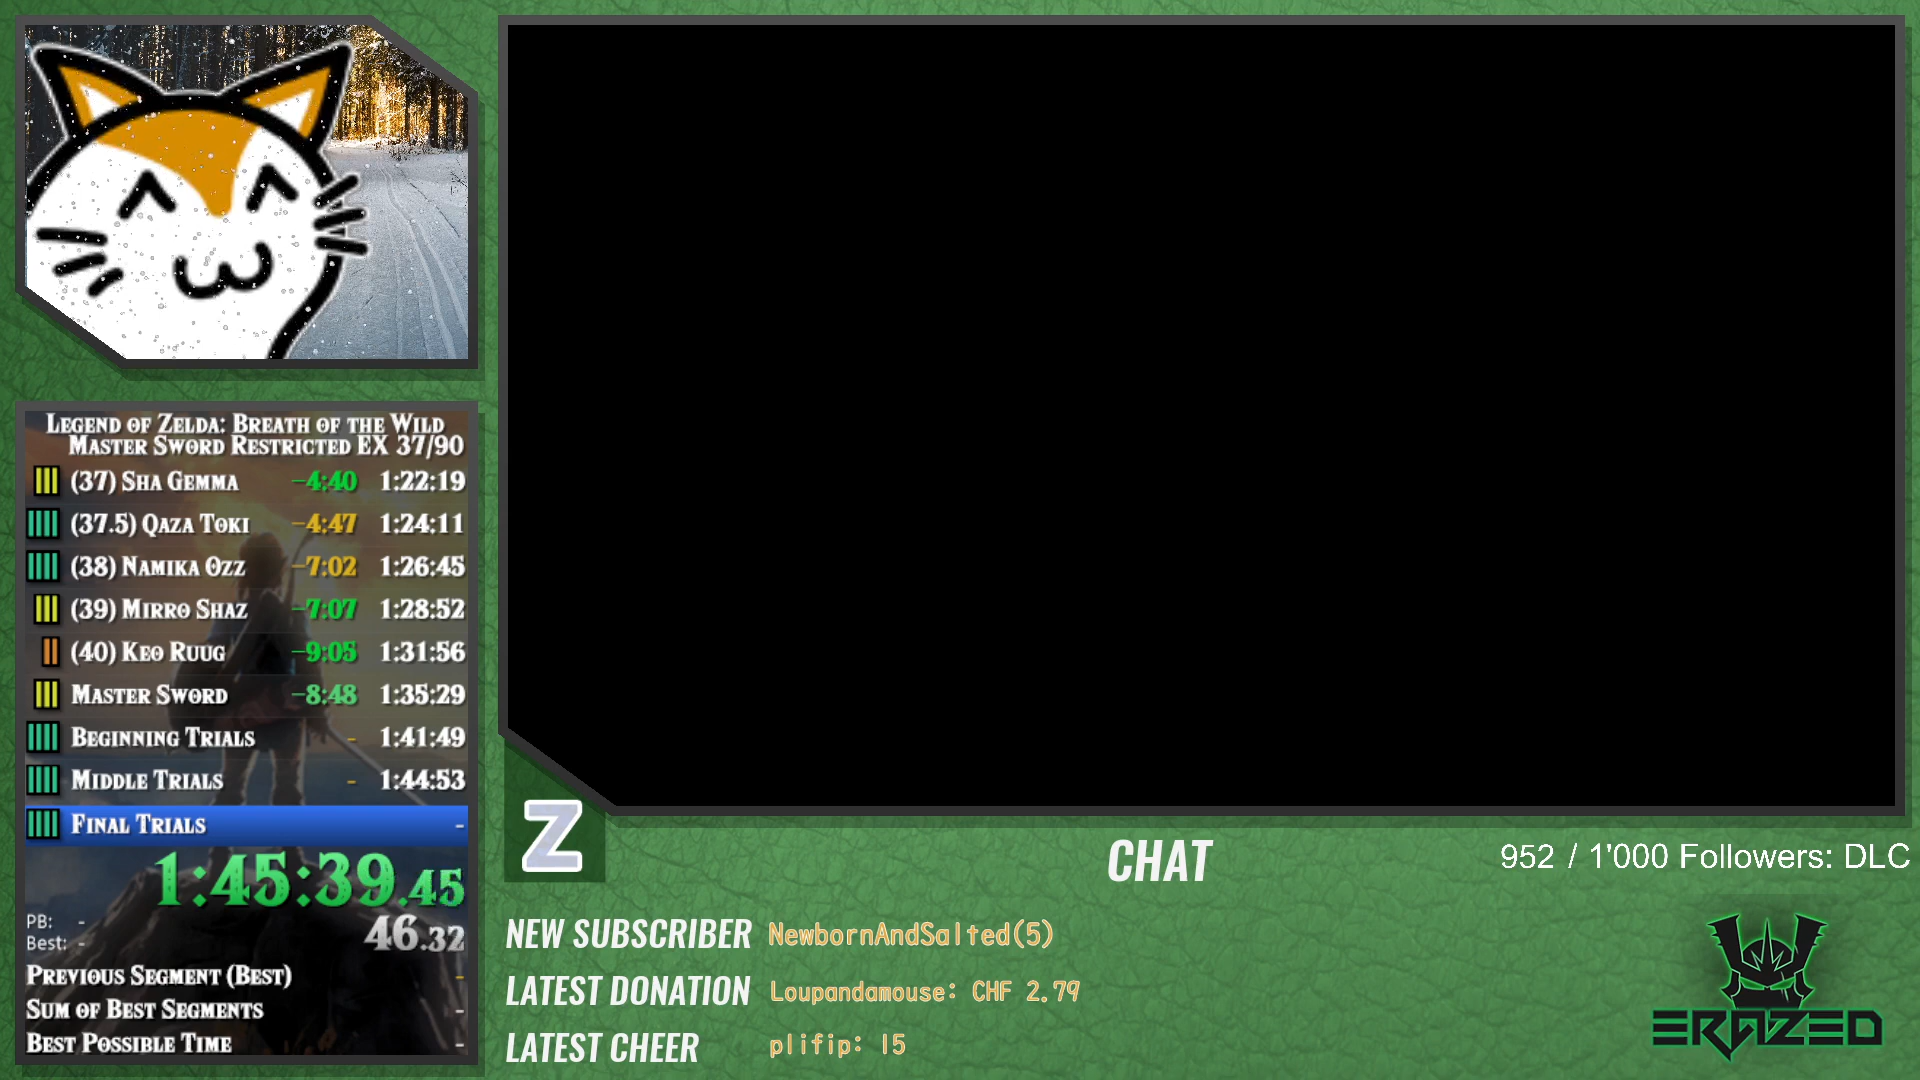 LEGEND OF ZELDA: BREATH OF THE WILD
MASTER SWORD RESTRICTED EX 37/90
(37) SHA GEMMA −4:40 1:22:19
(37.5) QAZA TOKI −4:47 1:24:11
(38) NAMIKA OZZ −7:02 1:26:45
(39) MIRRO SHAZ −7:07 1:28:52
(40) KEO RUUG −9:05 1:31:56
MASTER SWORD −8:48 1:35:29
BEGINNING TRIALS - 1:41:49
MIDDLE TRIALS - 1:44:53
FINAL TRIALS -
1:45:39.45
PB: -
Best: -
46.32
PREVIOUS SEGMENT (BEST) -
SUM OF BEST SEGMENTS -
BEST POSSIBLE TIME -
Z
CHAT
952 / 1'000 Followers: DLC
NEW SUBSCRIBER NewbornAndSalted(5)
LATEST DONATION Loupandamouse: CHF 2.79
LATEST CHEER plifip: 15
ERAZED